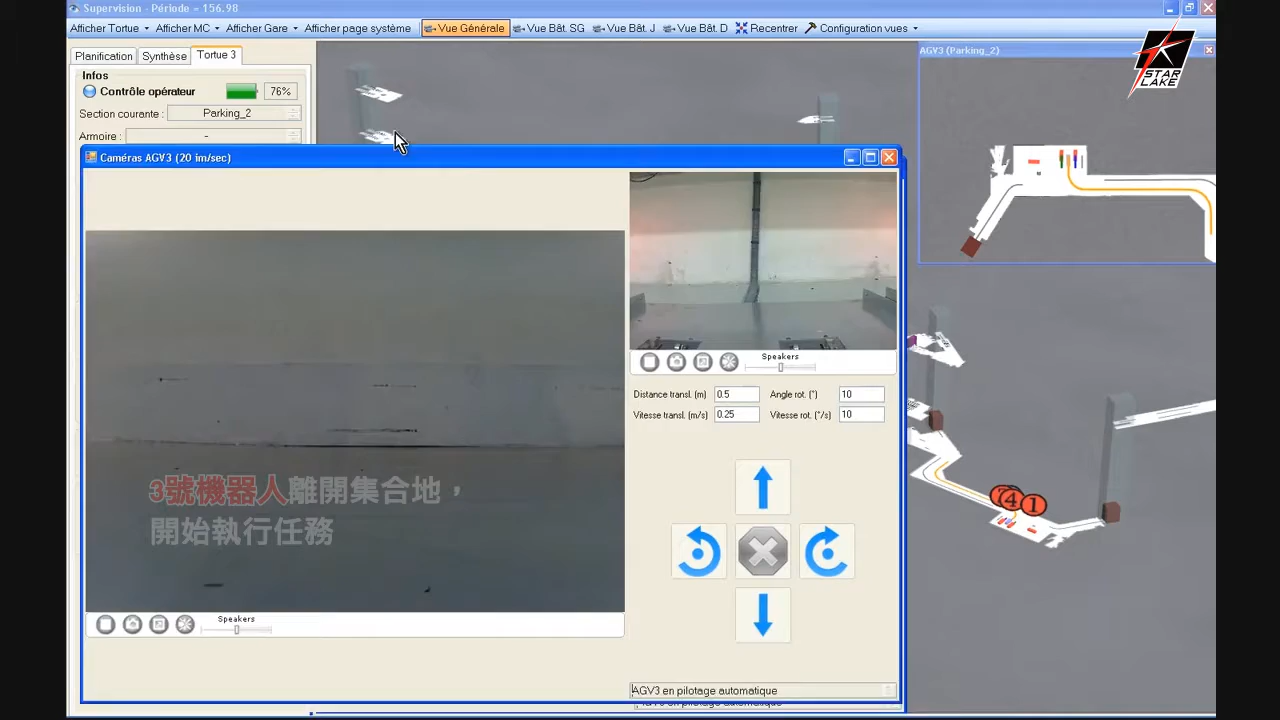 Supervision - Période = 156.98
Afficher Tortue Afficher MC Afficher Gare Afficher page système Vue Générale Vue Bât. SG Vue Bât. J Vue Bât. D Recentrer Configuration vues
Planification Synthèse Tortue 3
AGV3 (Parking_2)
STAR
LAKE
Infos
Contrôle opérateur 76%
Section courante : Parking_2
Armoire : -
Caméras AGV3 (20 im/sec)
Speakers
Distance transl. (m) 0.5 Angle rot. (°) 10
Vitesse transl. (m/s) 0.25 Vitesse rot. (°/s) 10
4 1
3號機器人離開集合地，
開始執行任務
Speakers
AGV3 en pilotage automatique